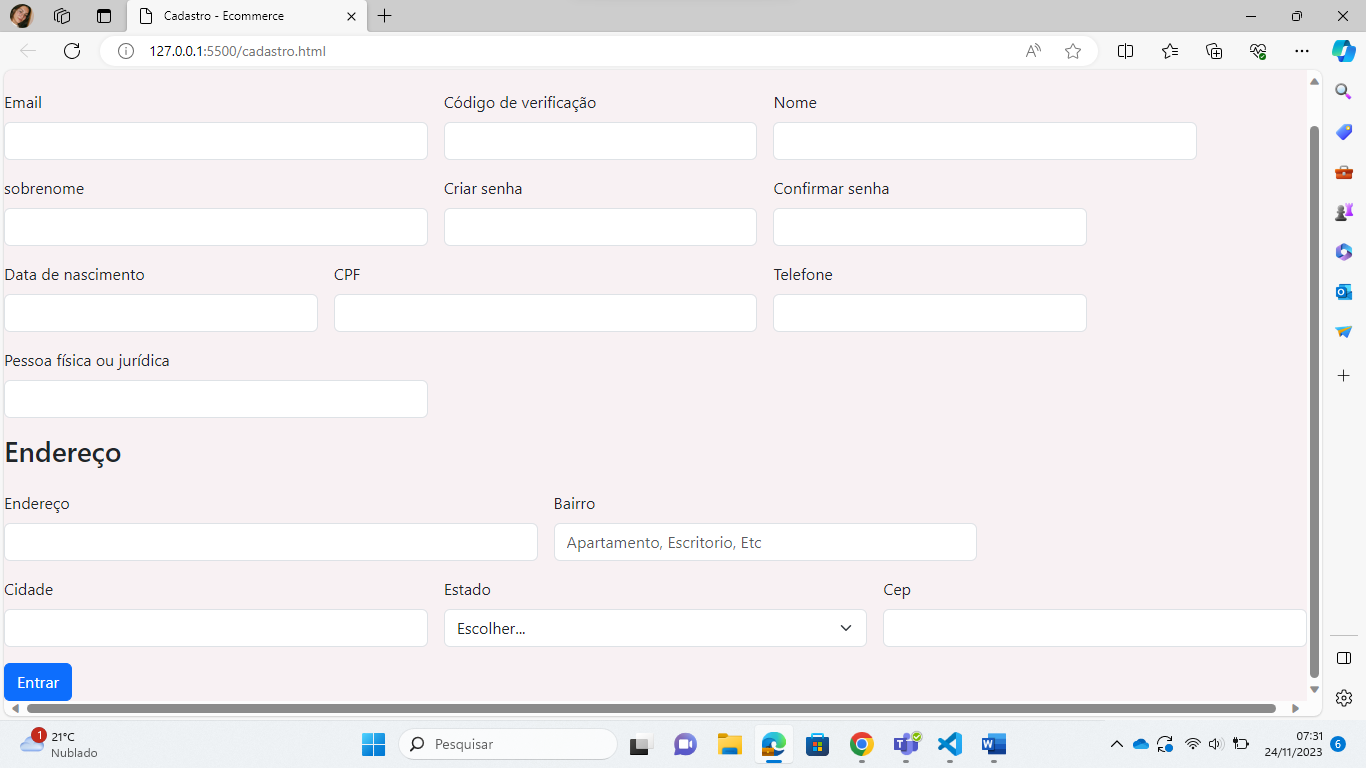 Cadastro - Ecommerce
127.0.0.1:5500/cadastro.html
Email Código de verificação Nome
sobrenome Criar senha Confirmar senha
Data de nascimento CPF Telefone
Pessoa física ou jurídica
Endereço
Endereço Bairro
Apartamento, Escritorio, Etc
Cidade Estado Cep
Escolher...
Entrar
1 21°C
Nublado
Pesquisar
07:31
24/11/2023 6